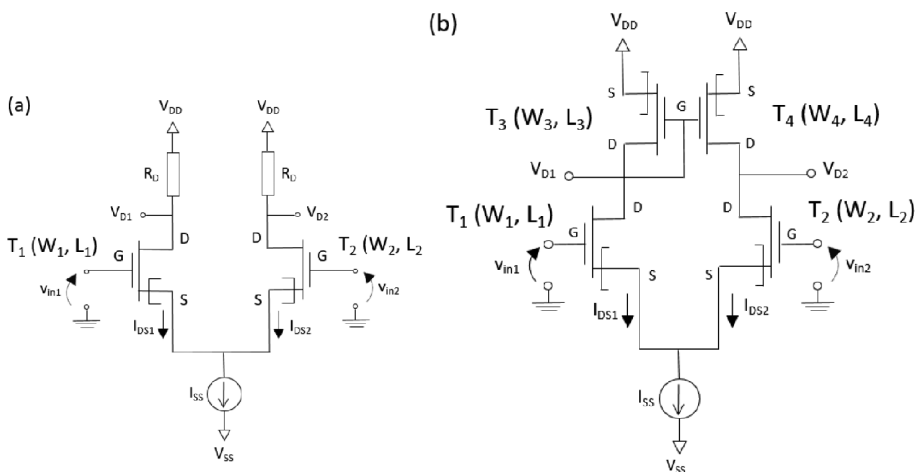 (a)
V_DD V_DD
R_D R_D
V_D1 V_D2
D D
T_1 (W_1, L_1) G G T_2 (W_2, L_2
S S
v_in1 v_in2
I_DS1 I_DS2
I_SS
V_SS
(b)
V_DD V_DD
S S
T_3 (W_3, L_3) G T_4 (W_4, L_4)
D D
V_D1 V_D2
D D
T_1 (W_1, L_1) T_2 (W_2, L_2)
G G
v_in1 v_in2
S S
I_DS1 I_DS2
I_SS
V_SS